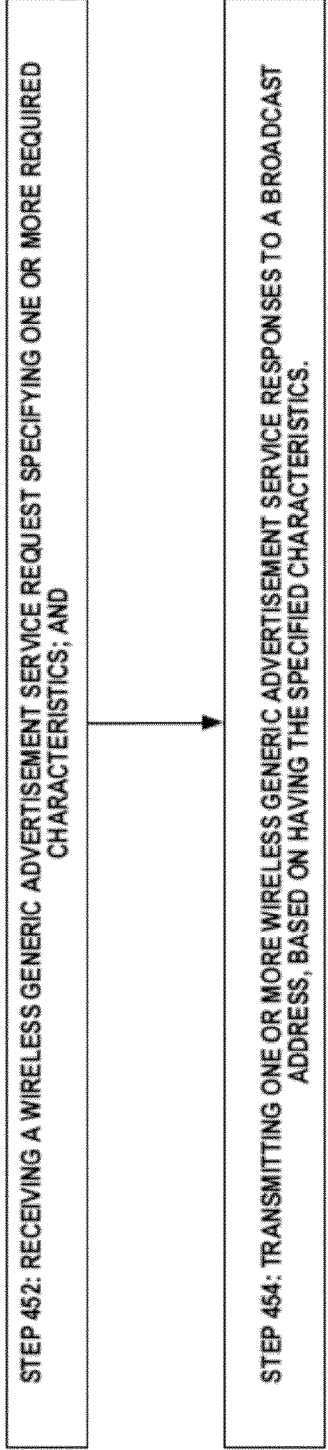 STEP 452: RECEIVING A WIRELESS GENERIC ADVERTISEMENT SERVICE REQUEST SPECIFYING ONE OR MORE REQUIRED
CHARACTERISTICS; AND
STEP 454: TRANSMITTING ONE OR MORE WIRELESS GENERIC ADVERTISEMENT SERVICE RESPONSES TO A BROADCAST
ADDRESS, BASED ON HAVING THE SPECIFIED CHARACTERISTICS.